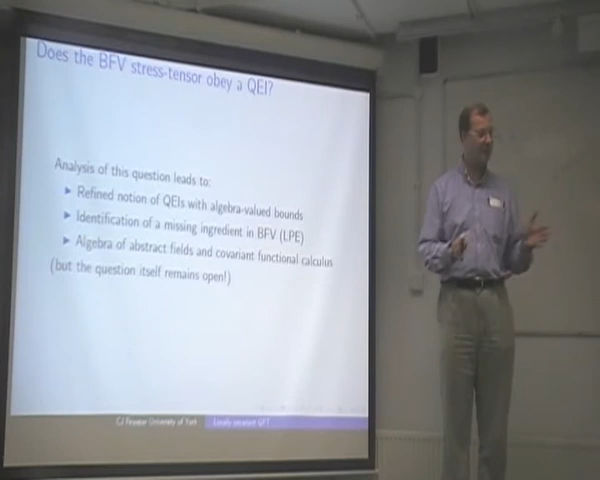 Does the BFV stress-tensor obey a QEI?
Analysis of this question leads to:
Refined notion of QEIs with algebra-valued bounds
Identification of a missing ingredient in BFV (LPE)
Algebra of abstract fields and covariant functional calculus
(but the question itself remains open!)
CJ Fewster University of York Locally covariant QFT